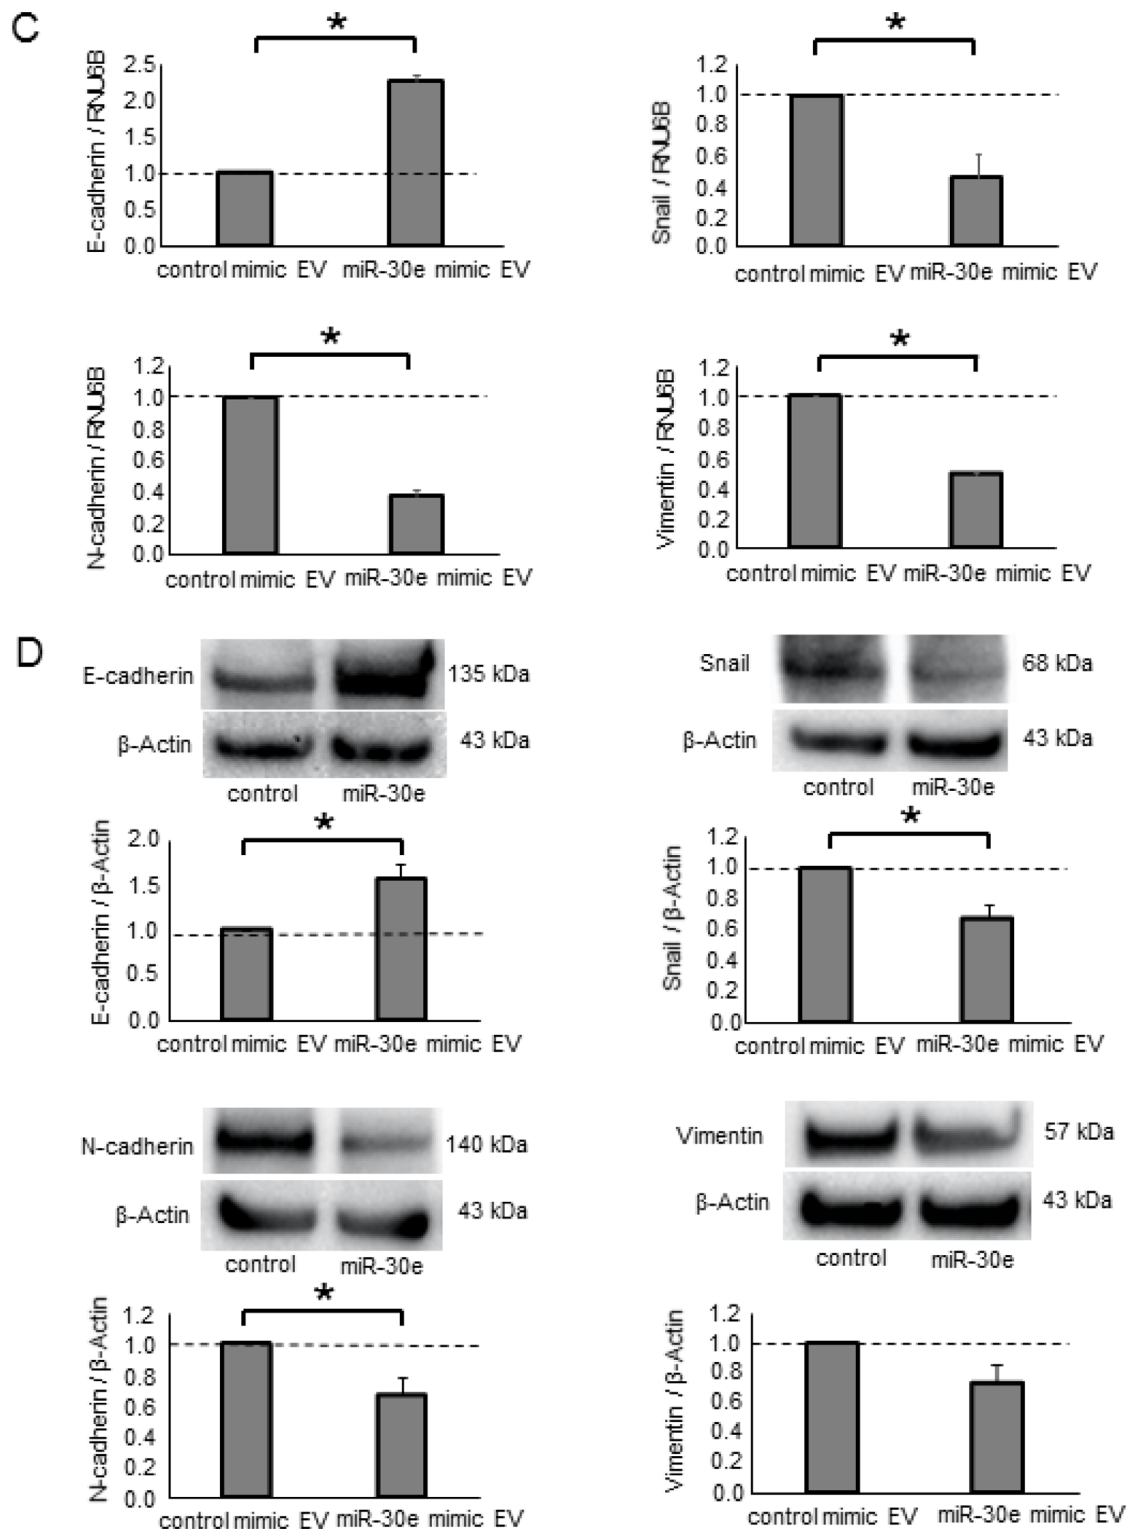 C
*
E-cadherin / RNU6B
2.5
2.0
1.5
1.0
0.5
0.0
control mimic EV
miR-30e mimic EV
*
Snail / RNU6B
1.2
1.0
0.8
0.6
0.4
0.2
0.0
control mimic EV
miR-30e mimic EV
*
N-cadherin / RNU6B
1.2
1.0
0.8
0.6
0.4
0.2
0.0
control mimic EV
miR-30e mimic EV
*
Vimentin / RNU6B
1.2
1.0
0.8
0.6
0.4
0.2
0.0
control mimic EV
miR-30e mimic EV
D
E-cadherin
135 kDa
β-Actin
43 kDa
control
miR-30e
*
E-cadherin / β-Actin
2.0
1.5
1.0
0.5
0.0
control mimic EV
miR-30e mimic EV
Snail
68 kDa
β-Actin
43 kDa
control
miR-30e
*
Snail / β-Actin
1.2
1.0
0.8
0.6
0.4
0.2
0.0
control mimic EV
miR-30e mimic EV
N-cadherin
140 kDa
β-Actin
43 kDa
control
miR-30e
*
N-cadherin / β-Actin
1.2
1.0
0.8
0.6
0.4
0.2
0.0
control mimic EV
miR-30e mimic EV
Vimentin
57 kDa
β-Actin
43 kDa
control
miR-30e
Vimentin / β-Actin
1.2
1.0
0.8
0.6
0.4
0.2
0.0
control mimic EV
miR-30e mimic EV